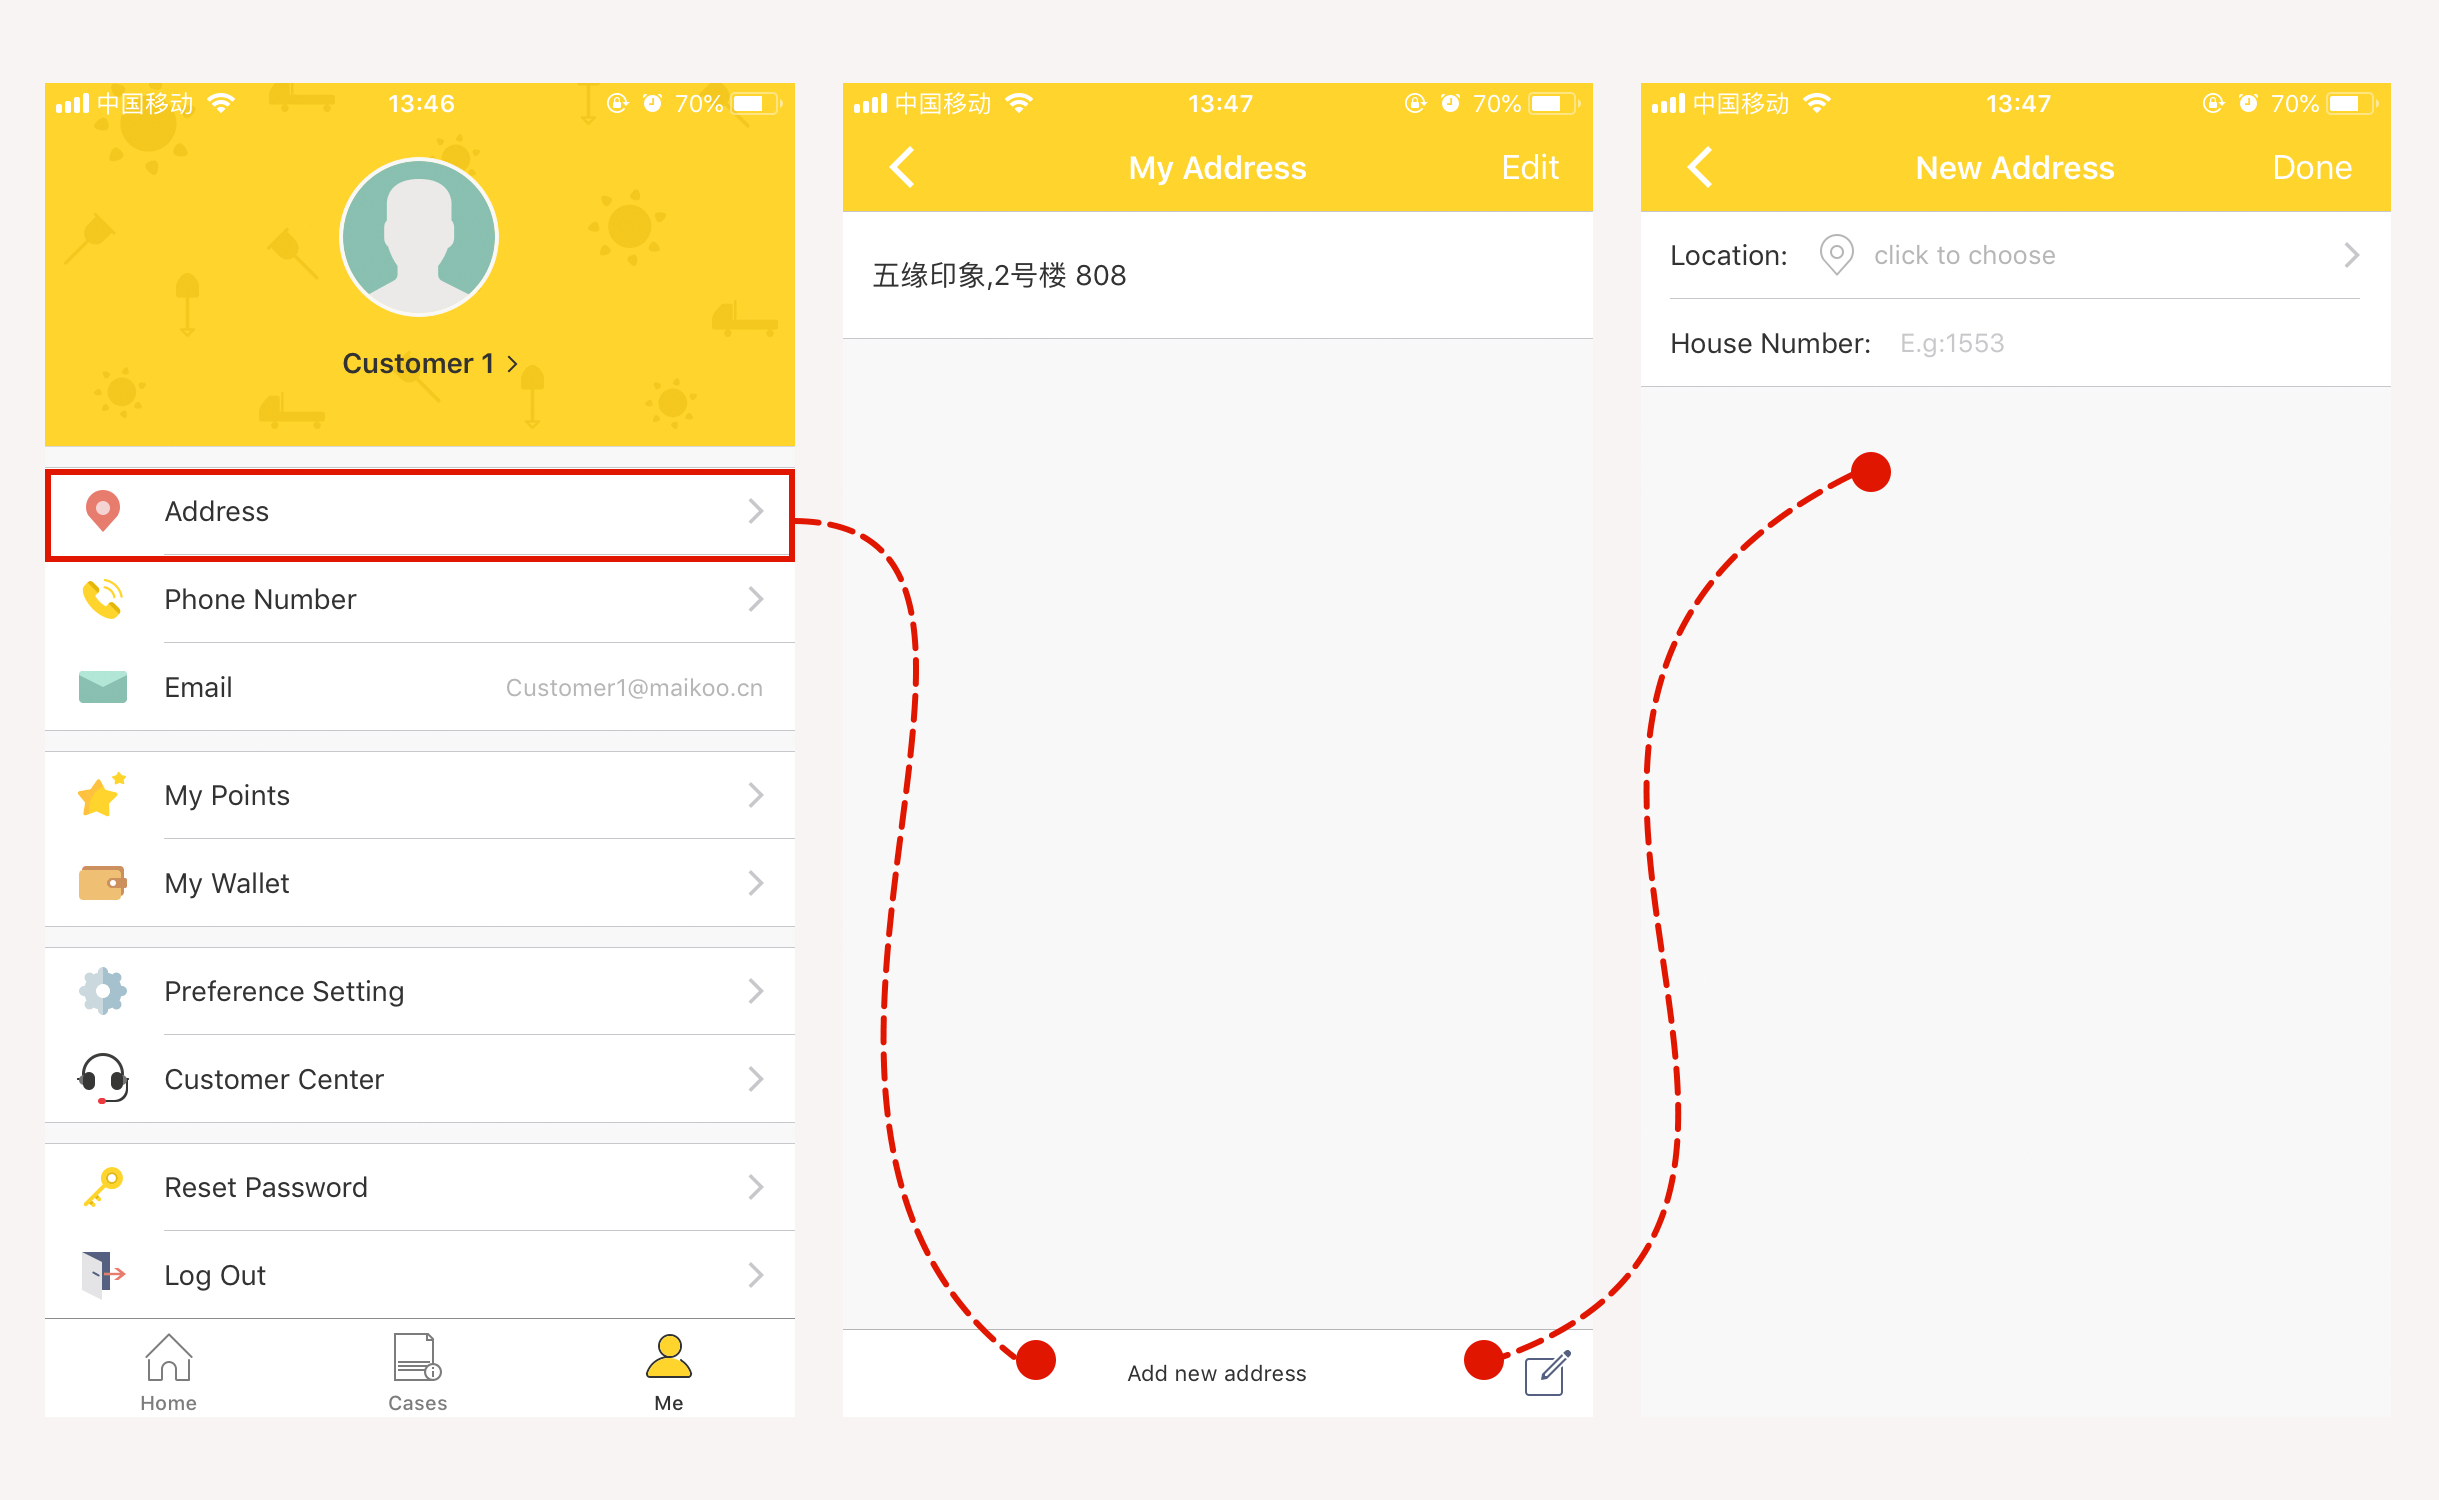 中国移动 13:46 70%
Customer 1 >
Address
Phone Number
Email Customer1@maikoo.cn
My Points
My Wallet
Preference Setting
Customer Center
Reset Password
Log Out
Home Cases Me
中国移动 13:47 70%
My Address Edit
五缘印象,2号楼 808
Add new address
中国移动 13:47 70%
New Address Done
Location: click to choose
House Number: E.g:1553